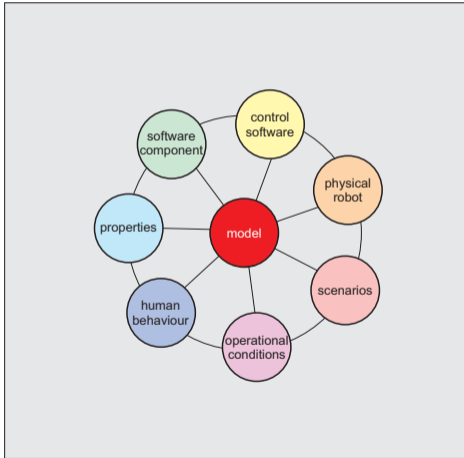 control
software
software
component
physical
robot
properties
model
scenarios
human
behaviour
operational
conditions